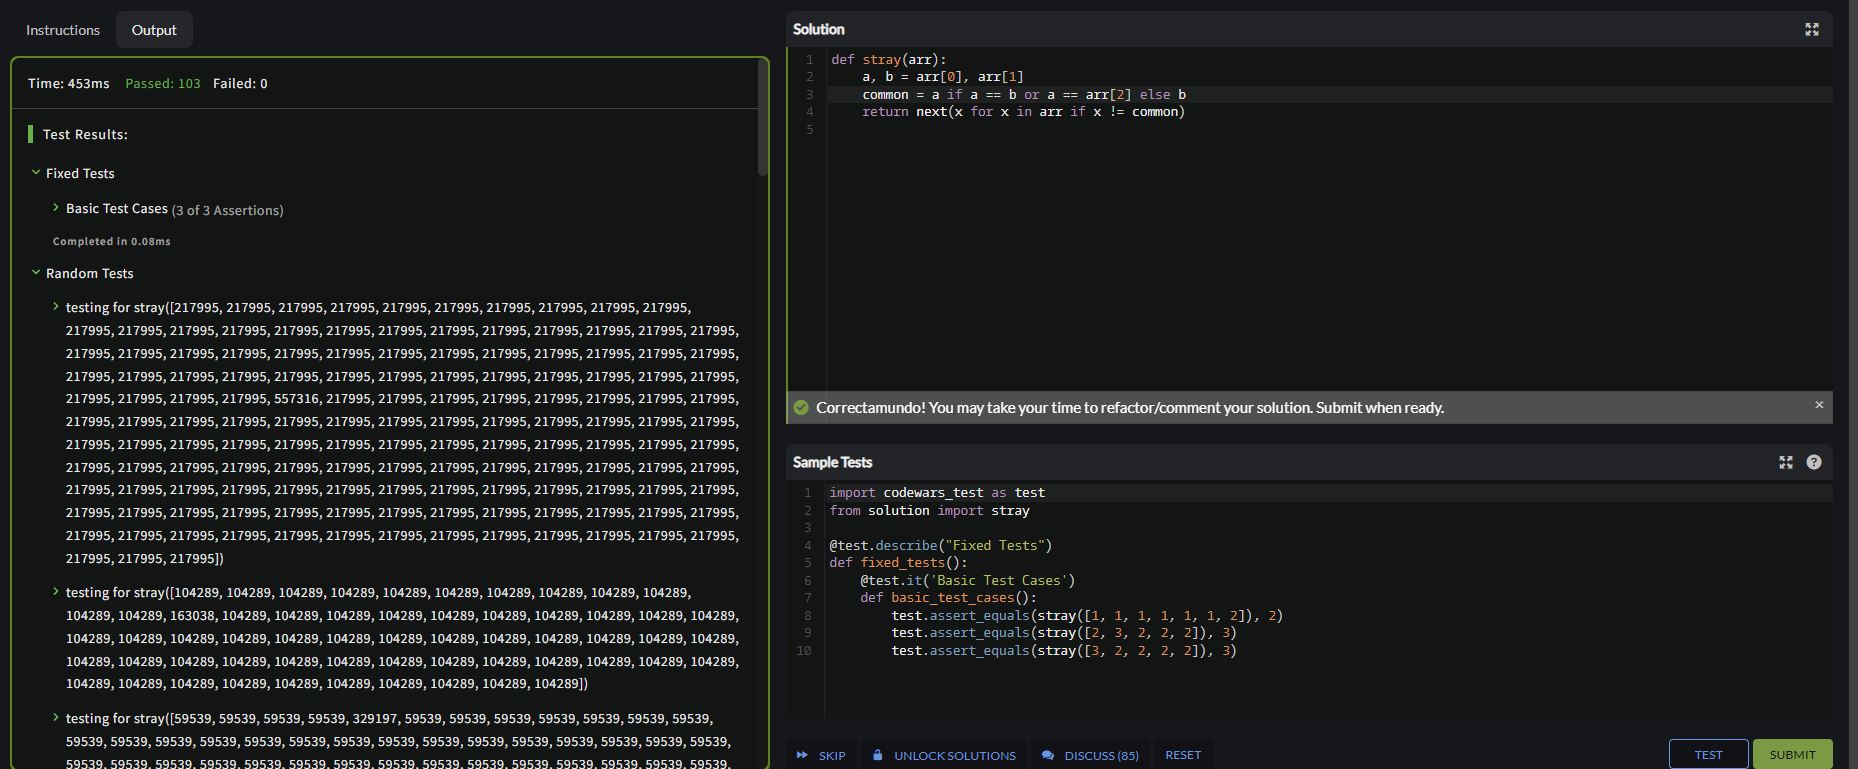 Instructions
Output
Time: 453ms Passed: 103 Failed: 0
Test Results:
Fixed Tests
Basic Test Cases (3 of 3 Assertions)
Completed in 0.08ms
Random Tests
testing for stray([217995, 217995, 217995, 217995, 217995, 217995, 217995, 217995, 217995, 217995,
217995, 217995, 217995, 217995, 217995, 217995, 217995, 217995, 217995, 217995, 217995, 217995, 217995,
217995, 217995, 217995, 217995, 217995, 217995, 217995, 217995, 217995, 217995, 217995, 217995, 217995,
217995, 217995, 217995, 217995, 217995, 217995, 217995, 217995, 217995, 217995, 217995, 217995, 217995,
217995, 217995, 217995, 217995, 557316, 217995, 217995, 217995, 217995, 217995, 217995, 217995, 217995,
217995, 217995, 217995, 217995, 217995, 217995, 217995, 217995, 217995, 217995, 217995, 217995, 217995,
217995, 217995, 217995, 217995, 217995, 217995, 217995, 217995, 217995, 217995, 217995, 217995, 217995,
217995, 217995, 217995, 217995, 217995, 217995, 217995, 217995, 217995, 217995, 217995, 217995, 217995,
217995, 217995, 217995, 217995, 217995, 217995, 217995, 217995, 217995, 217995, 217995, 217995, 217995,
217995, 217995, 217995, 217995, 217995, 217995, 217995, 217995, 217995, 217995, 217995, 217995, 217995,
217995, 217995, 217995, 217995, 217995, 217995, 217995, 217995, 217995, 217995, 217995, 217995, 217995,
217995, 217995, 217995])
testing for stray([104289, 104289, 104289, 104289, 104289, 104289, 104289, 104289, 104289, 104289,
104289, 104289, 163038, 104289, 104289, 104289, 104289, 104289, 104289, 104289, 104289, 104289, 104289,
104289, 104289, 104289, 104289, 104289, 104289, 104289, 104289, 104289, 104289, 104289, 104289, 104289,
104289, 104289, 104289, 104289, 104289, 104289, 104289, 104289, 104289, 104289, 104289, 104289, 104289,
104289, 104289, 104289, 104289, 104289, 104289, 104289, 104289, 104289, 104289])
testing for stray([59539, 59539, 59539, 59539, 329197, 59539, 59539, 59539, 59539, 59539, 59539, 59539,
59539, 59539, 59539, 59539, 59539, 59539, 59539, 59539, 59539, 59539, 59539, 59539, 59539, 59539, 59539,
59539, 59539, 59539, 59539, 59539, 59539, 59539, 59539, 59539, 59539, 59539, 59539, 59539, 59539, 59539,
Solution
1 def stray(arr):
2 a, b = arr[0], arr[1]
3 common = a if a == b or a == arr[2] else b
4 return next(x for x in arr if x != common)
5
Correctamundo! You may take your time to refactor/comment your solution. Submit when ready.
×
Sample Tests
?
1 import codewars_test as test
2 from solution import stray
3
4 @test.describe("Fixed Tests")
5 def fixed_tests():
6 @test.it('Basic Test Cases')
7 def basic_test_cases():
8 test.assert_equals(stray([1, 1, 1, 1, 1, 1, 2]), 2)
9 test.assert_equals(stray([2, 3, 2, 2, 2]), 3)
10 test.assert_equals(stray([3, 2, 2, 2, 2]), 3)
SKIP
UNLOCK SOLUTIONS
DISCUSS (85)
RESET
TEST
SUBMIT